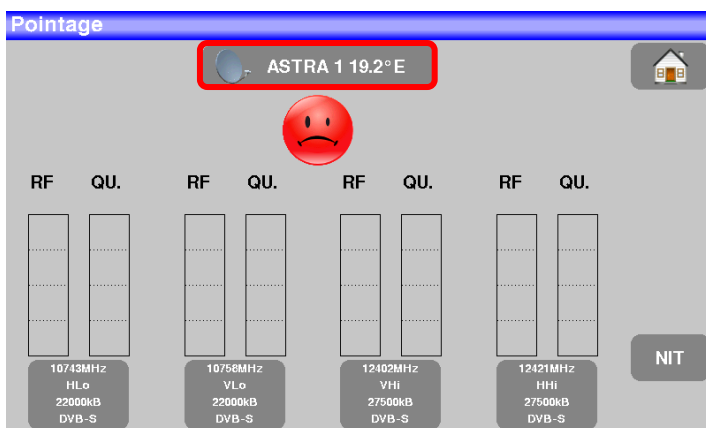 Pointage
ASTRA 1 19.2° E
RF QU. RF QU. RF QU. RF QU.
NIT
10743MHz
HLo
22000kB
DVB-S
10758MHz
VLo
22000kB
DVB-S
12402MHz
VHi
27500kB
DVB-S
12421MHz
HHi
27500kB
DVB-S